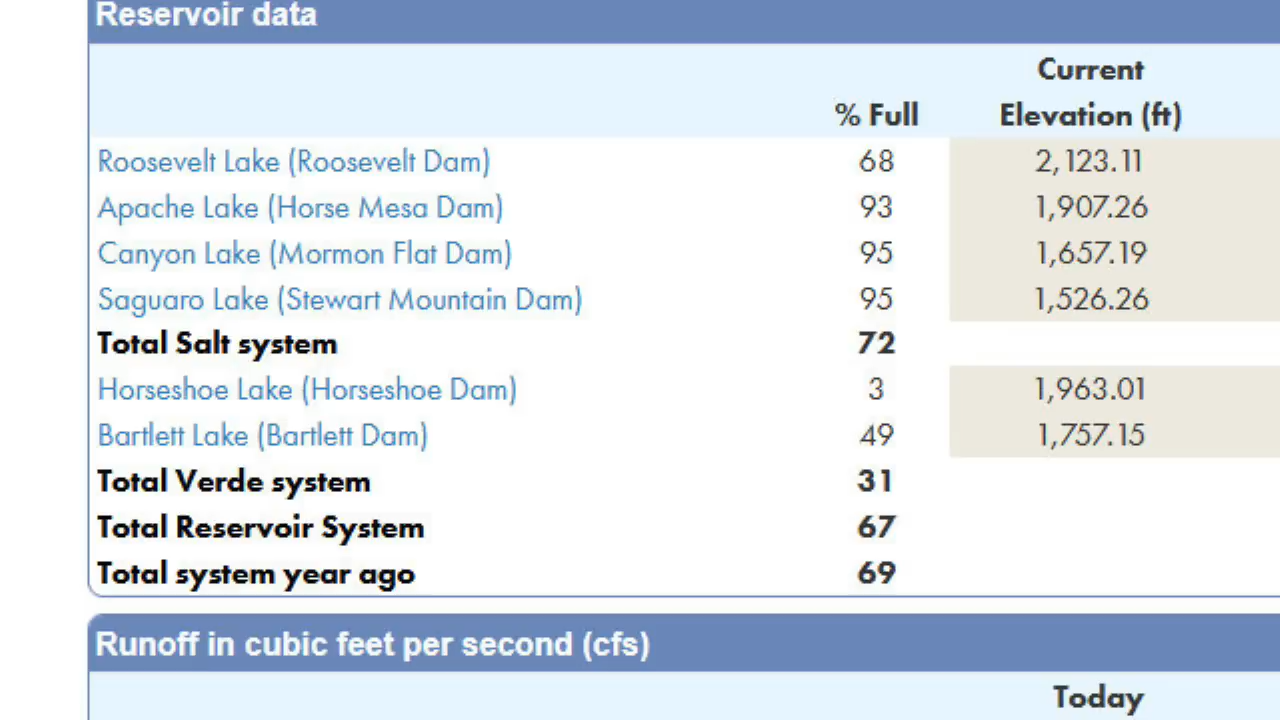 Reservoir data
Current
% Full Elevation (ft)
Roosevelt Lake (Roosevelt Dam) 68 2,123.11
Apache Lake (Horse Mesa Dam) 93 1,907.26
Canyon Lake (Mormon Flat Dam) 95 1,657.19
Saguaro Lake (Stewart Mountain Dam) 95 1,526.26
Total Salt system 72
Horseshoe Lake (Horseshoe Dam) 3 1,963.01
Bartlett Lake (Bartlett Dam) 49 1,757.15
Total Verde system 31
Total Reservoir System 67
Total system year ago 69
Runoff in cubic feet per second (cfs)
Today